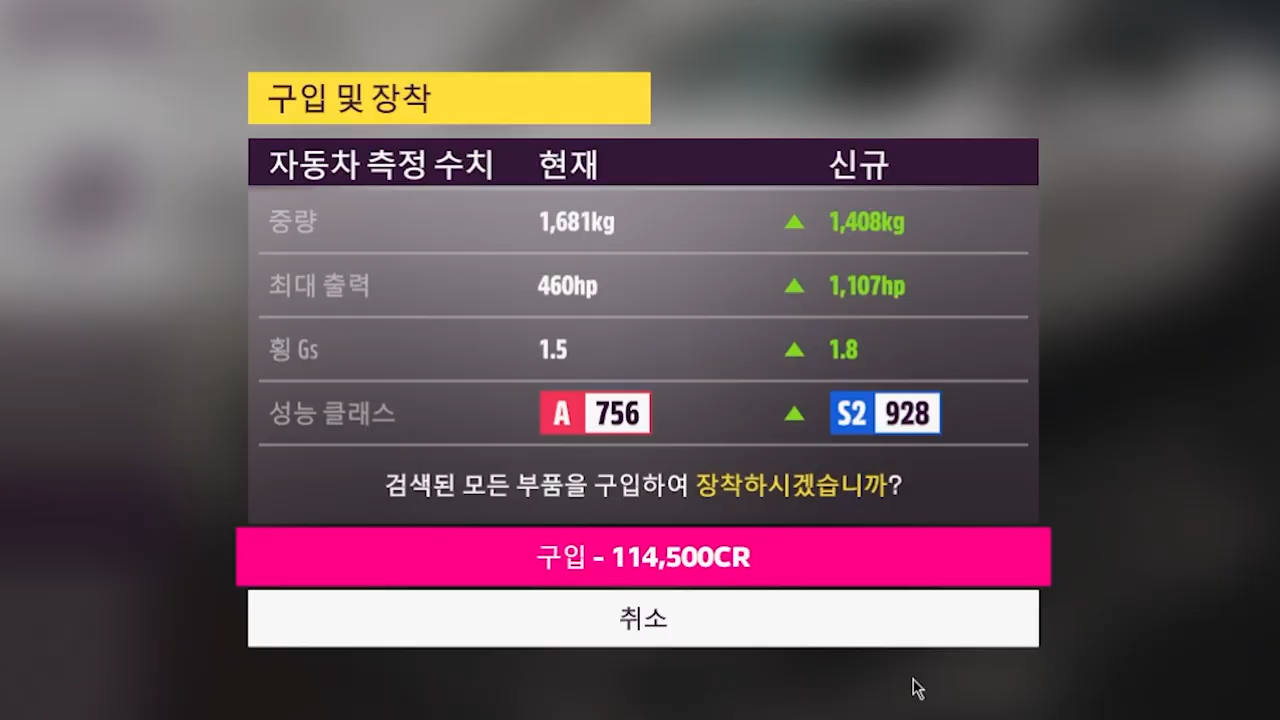 구입 및 장착
자동차 측정 수치 현재 신규
중량 1,681kg 1,408kg
최대 출력 460hp 1,107hp
횡 Gs 1.5 1.8
성능 클래스 A 756 S2 928
검색된 모든 부품을 구입하여 장착하시겠습니까?
구입 - 114,500CR
취소